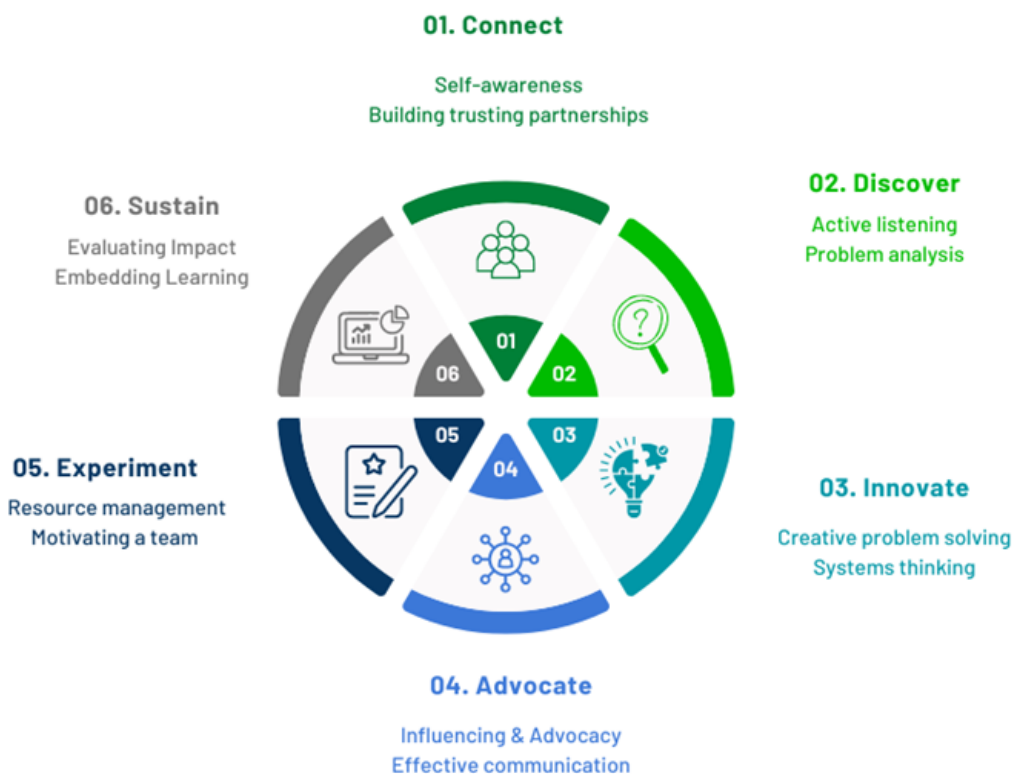 01. Connect
Self-awareness
Building trusting partnerships
02. Discover
Active listening
Problem analysis
03. Innovate
Creative problem solving
Systems thinking
04. Advocate
Influencing & Advocacy
Effective communication
05. Experiment
Resource management
Motivating a team
06. Sustain
Evaluating Impact
Embedding Learning
01
02
03
04
05
06
?